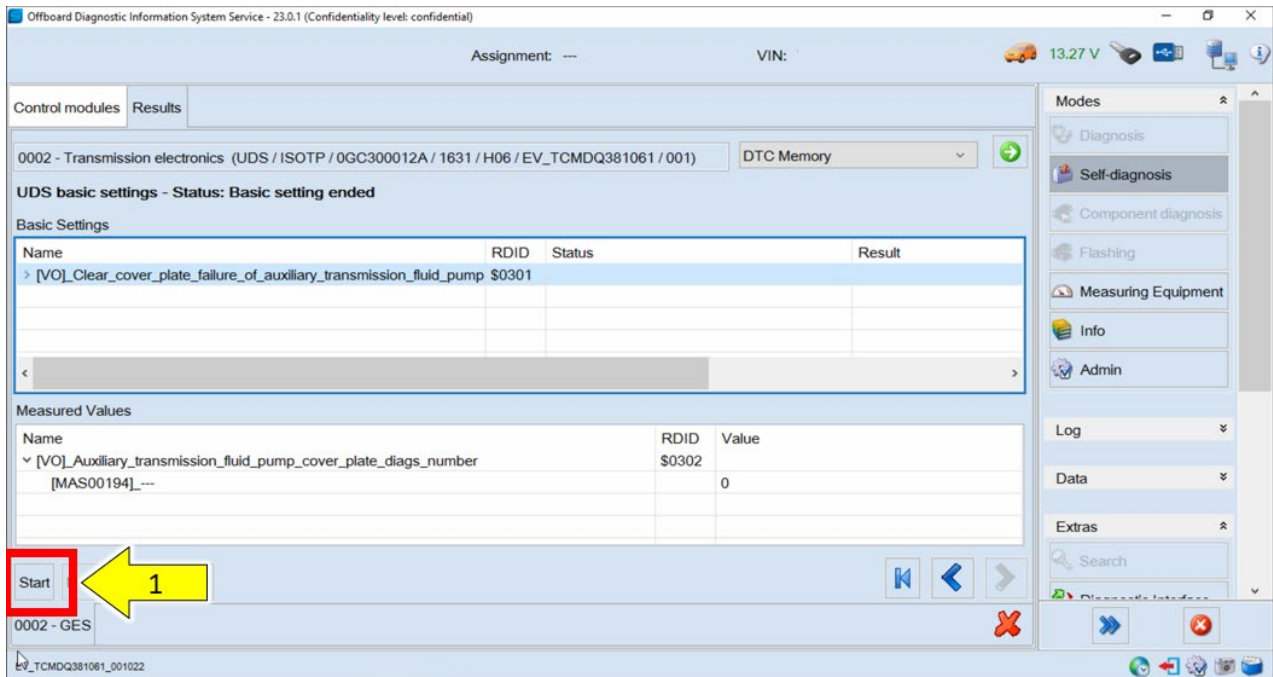 Offboard Diagnostic Information System Service - 23.0.1 (Confidentiality level: confidential)
Assignment: ---
VIN:
13.27 V
Control modules
Results
0002 - Transmission electronics (UDS / ISOTP / 0GC300012A / 1631 / H06 / EV_TCMDQ381061 / 001)
DTC Memory
UDS basic settings - Status: Basic setting ended
Basic Settings
Name RDID Status Result
[VO]_Clear_cover_plate_failure_of_auxiliary_transmission_fluid_pump $0301
Measured Values
Name RDID Value
[VO]_Auxiliary_transmission_fluid_pump_cover_plate_diags_number $0302
[MAS00194]_--- 0
Start
1
0002 - GES
EV_TCMDQ381061_001022
Modes
Diagnosis
Self-diagnosis
Component diagnosis
Flashing
Measuring Equipment
Info
Admin
Log
Data
Extras
Search
Diagnostic interface